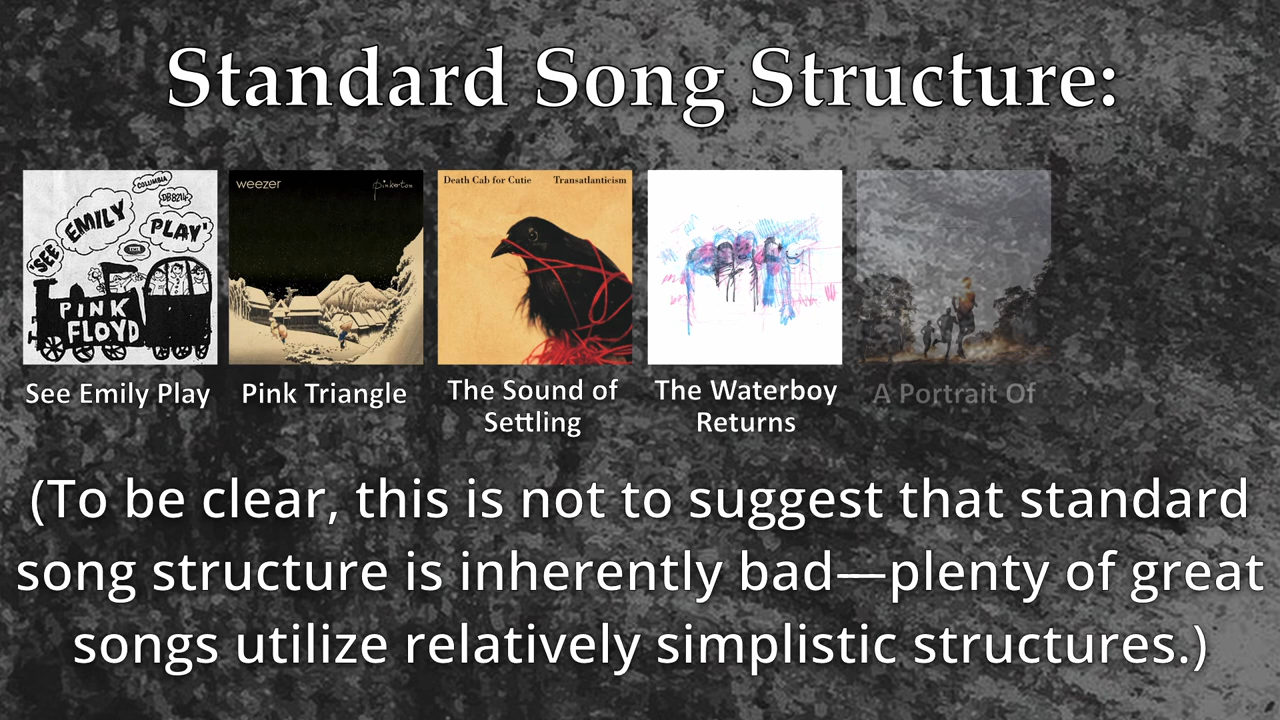 Standard Song Structure:
COLUMBIA
DB8214
SEE EMILY PLAY
EMI
PINK
FLOYD
weezer
pinkerton
Death Cab for Cutie Transatlanticism
See Emily Play
Pink Triangle
The Sound of
Settling
The Waterboy
Returns
A Portrait Of
(To be clear, this is not to suggest that standard
song structure is inherently bad—plenty of great
songs utilize relatively simplistic structures.)